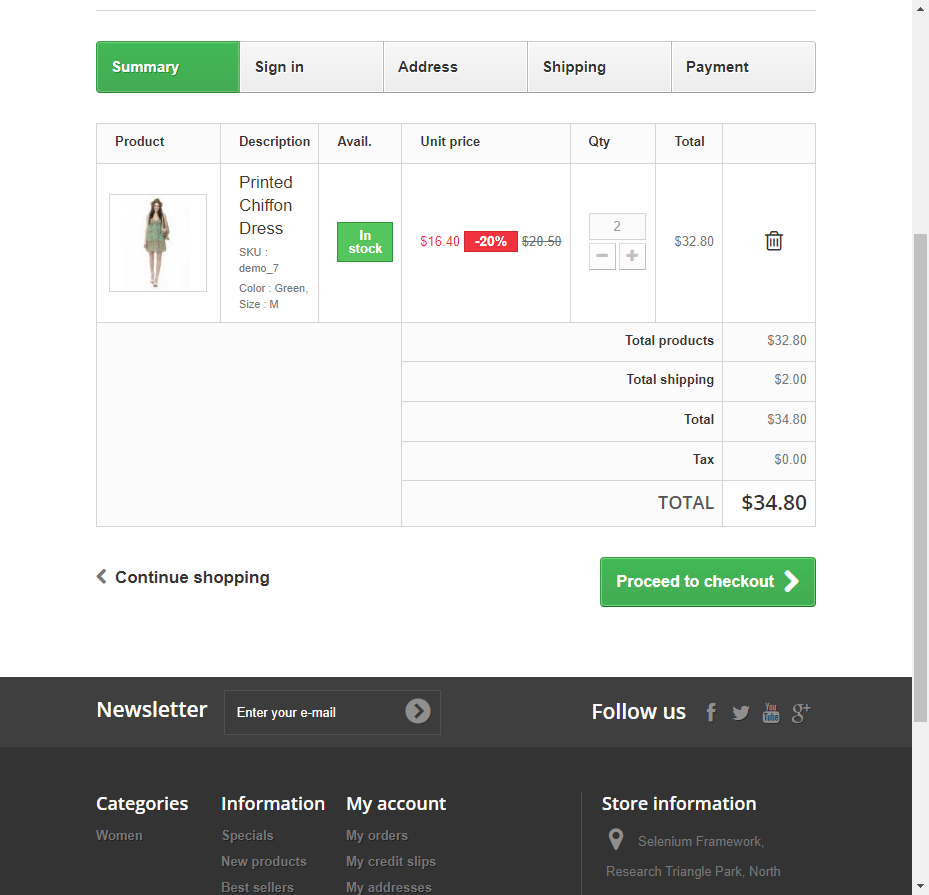 Summary
Sign in
Address
Shipping
Payment
Product
Description
Avail.
Unit price
Qty
Total
Printed
Chiffon
Dress
SKU :
demo_7
Color : Green,
Size : M
In
stock
$16.40 -20% $20.50
2
$32.80
Total products $32.80
Total shipping $2.00
Total $34.80
Tax $0.00
TOTAL $34.80
Continue shopping
Proceed to checkout
Newsletter
Enter your e-mail
Follow us
You
Tube
g+
Categories
Women
Information
Specials
New products
Best sellers
My account
My orders
My credit slips
My addresses
Store information
Selenium Framework,
Research Triangle Park, North